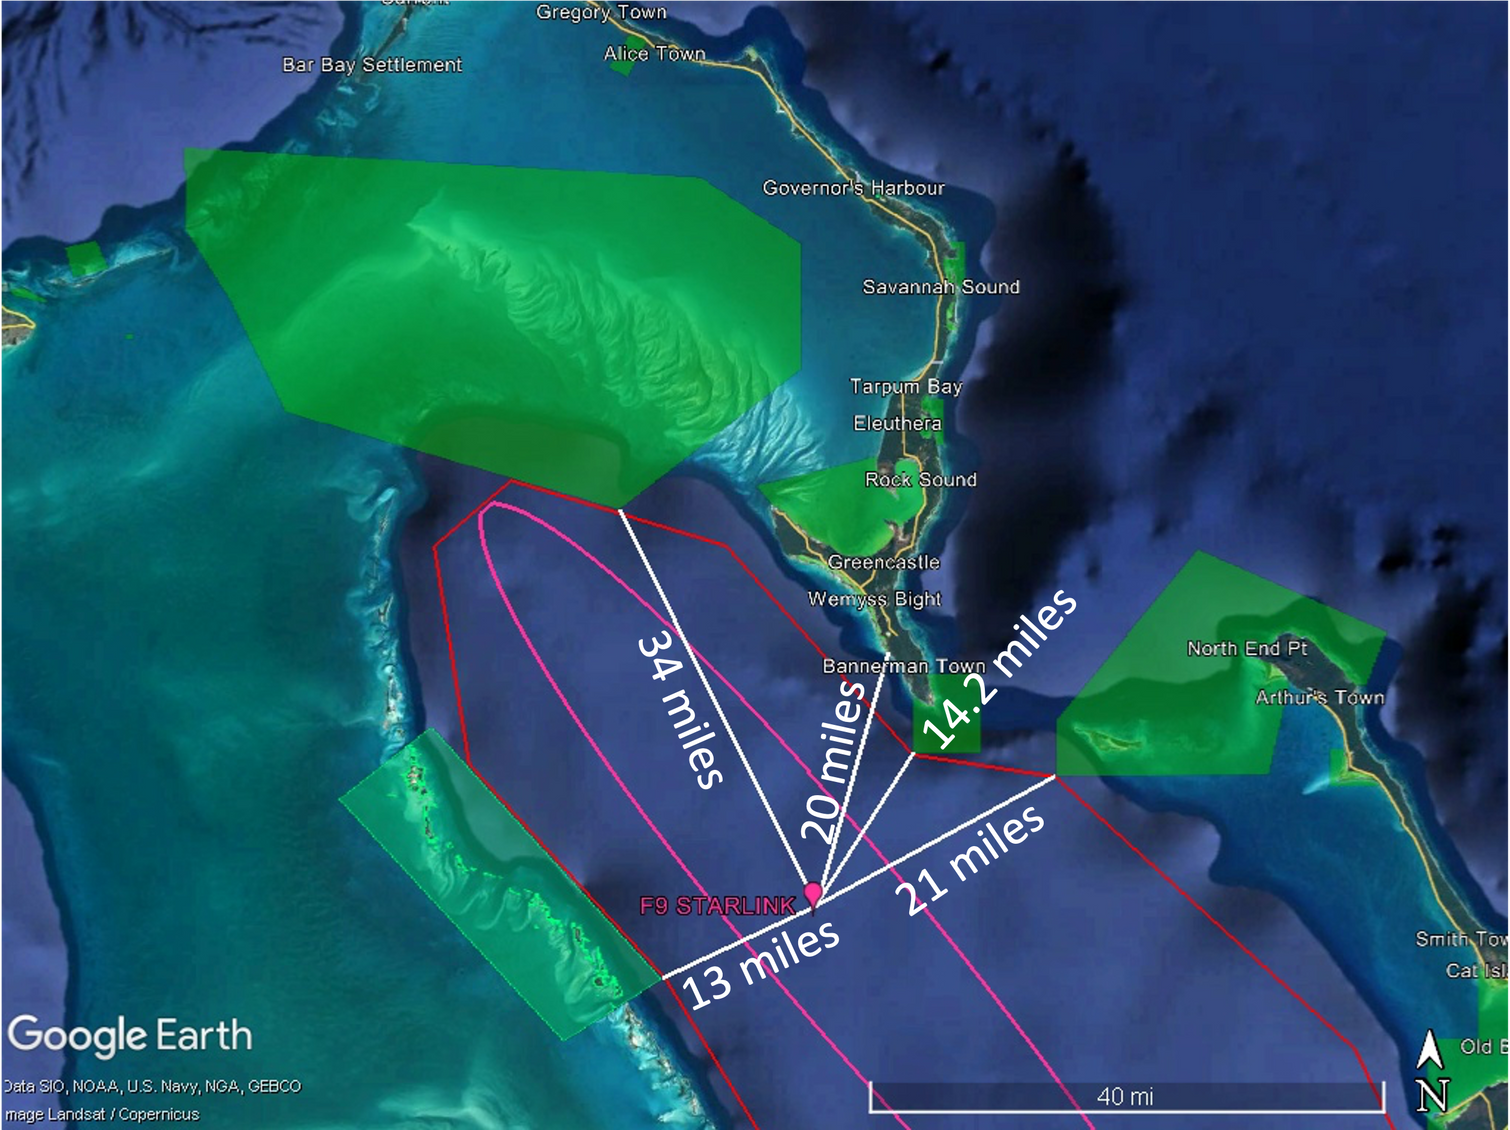 Gregory Town
Alice Town
Bar Bay Settlement
Governor's Harbour
Savannah Sound
Tarpum Bay
Eleuthera
Rock Sound
Greencastle
Wemyss Bight
Bannerman Town
North End Pt
Arthur's Town
34 miles
20 miles
14.2 miles
21 miles
13 miles
F9 STARLINK
Smith Tow
Cat Isl
Old B
Google Earth
Data SIO, NOAA, U.S. Navy, NGA, GEBCO
mage Landsat / Copernicus
40 mi
N